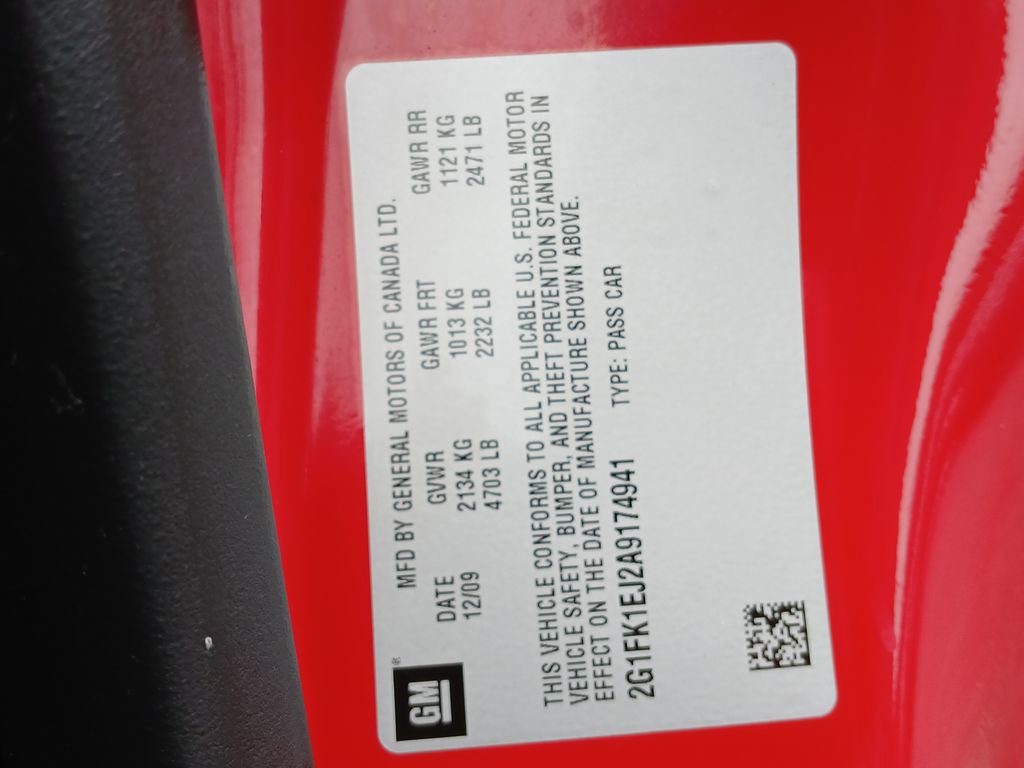 GM®
MFD BY GENERAL MOTORS OF CANADA LTD.
DATE GVWR GAWR FRT GAWR RR
12/09 2134 KG 1013 KG 1121 KG
4703 LB 2232 LB 2471 LB
THIS VEHICLE CONFORMS TO ALL APPLICABLE U.S. FEDERAL MOTOR
VEHICLE SAFETY, BUMPER, AND THEFT PREVENTION STANDARDS IN
EFFECT ON THE DATE OF MANUFACTURE SHOWN ABOVE.
2G1FK1EJ2A9174941 TYPE: PASS CAR